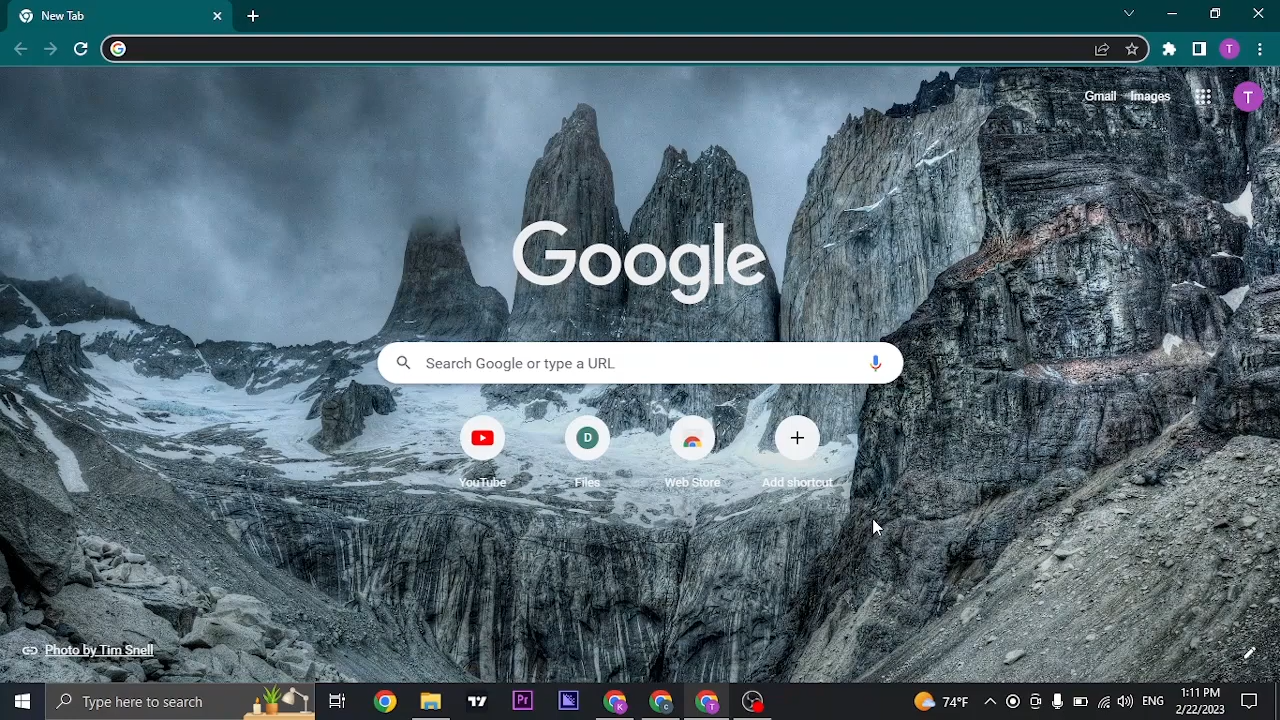 New Tab
Gmail Images
T
T
Google
Search Google or type a URL
D
YouTube Files Web Store Add shortcut
Photo by Tim Snell
Type here to search
Pr
K
C
T
74°F
ENG
1:11 PM
2/22/2023